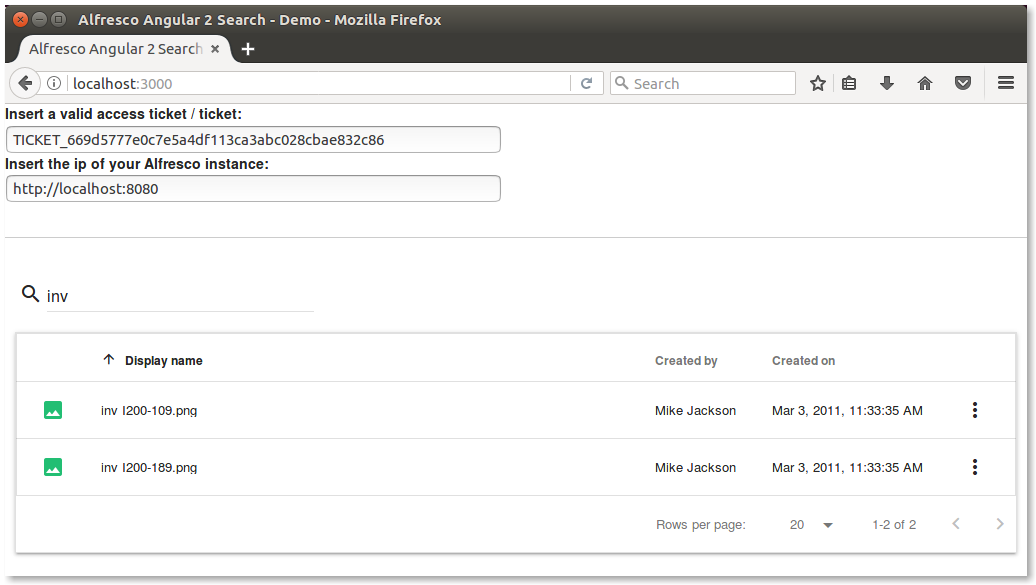 Alfresco Angular 2 Search - Demo - Mozilla Firefox
Alfresco Angular 2 Search
localhost:3000
Search
Insert a valid access ticket / ticket:
TICKET_669d5777e0c7e5a4df113ca3abc028cbae832c86
Insert the ip of your Alfresco instance:
http://localhost:8080
inv
Display name Created by Created on
inv I200-109.png Mike Jackson Mar 3, 2011, 11:33:35 AM
inv I200-189.png Mike Jackson Mar 3, 2011, 11:33:35 AM
Rows per page: 20 1-2 of 2